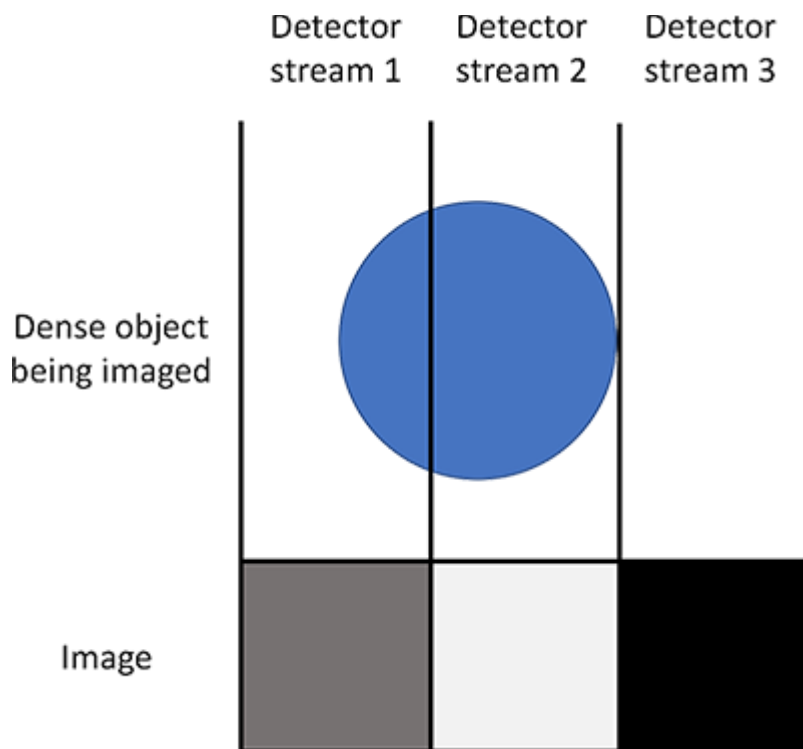 Detector
stream 1
Detector
stream 2
Detector
stream 3
Dense object
being imaged
Image